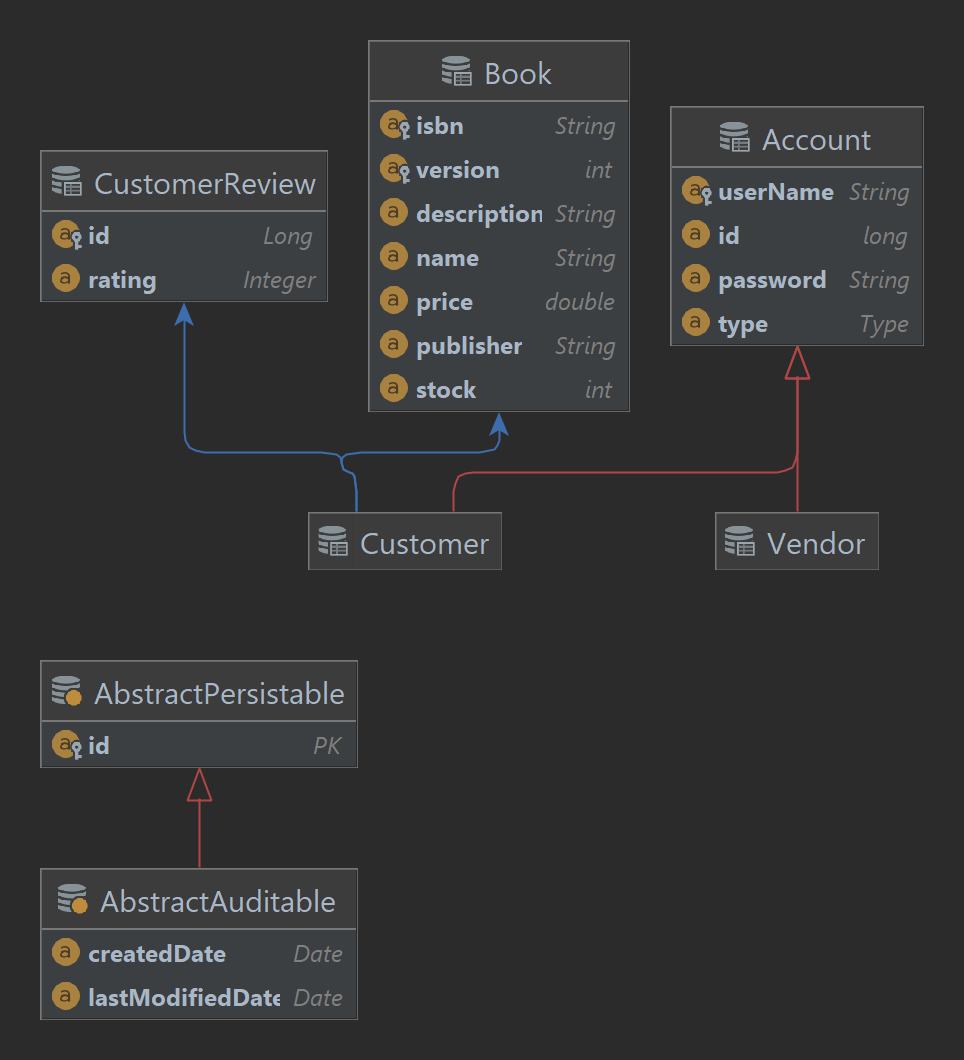 Book
isbn String
version int
description String
name String
price double
publisher String
stock int
Account
userName String
id long
password String
type Type
CustomerReview
id Long
rating Integer
Customer
Vendor
AbstractPersistable
id PK
AbstractAuditable
createdDate Date
lastModifiedDate Date